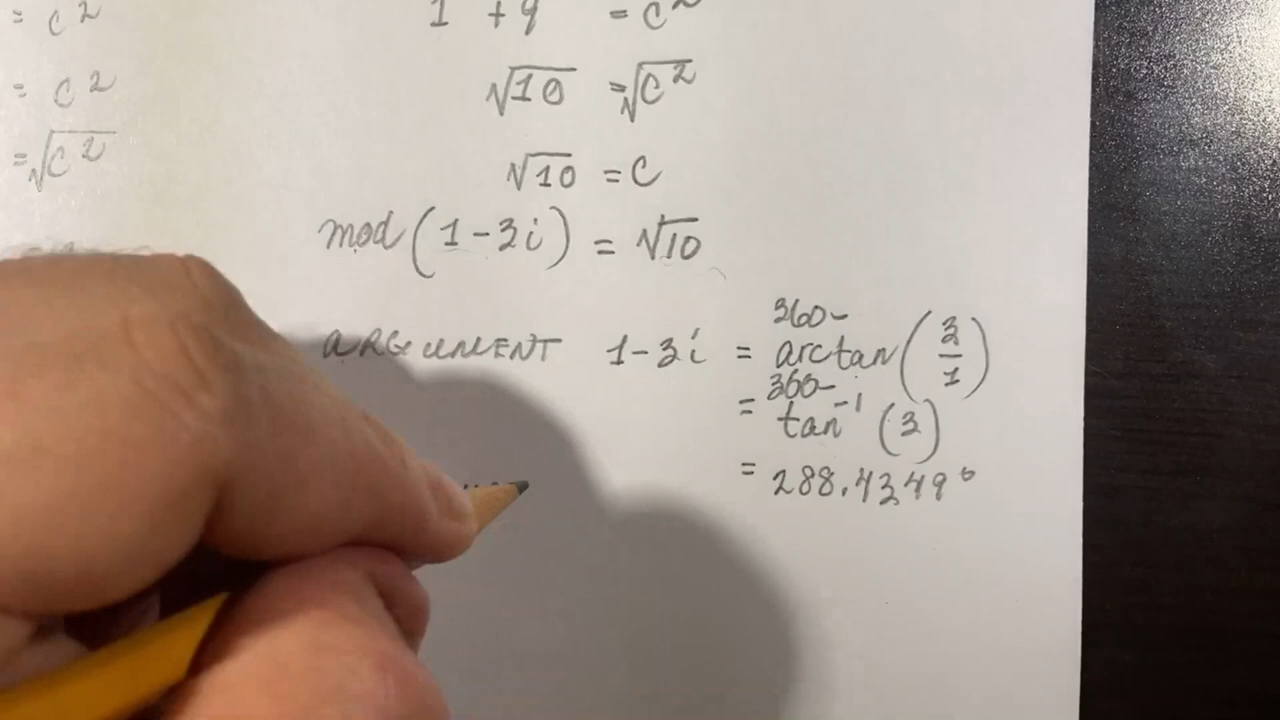 = c²
1 + 9 = c²
= c²
√10 = √c²
= √c²
√10 = c
mod(1-3i) = √10
360-
ARGUMENT 1-3i = arctan(3/1)
360-
= tan⁻¹(3)
= 288.4349°